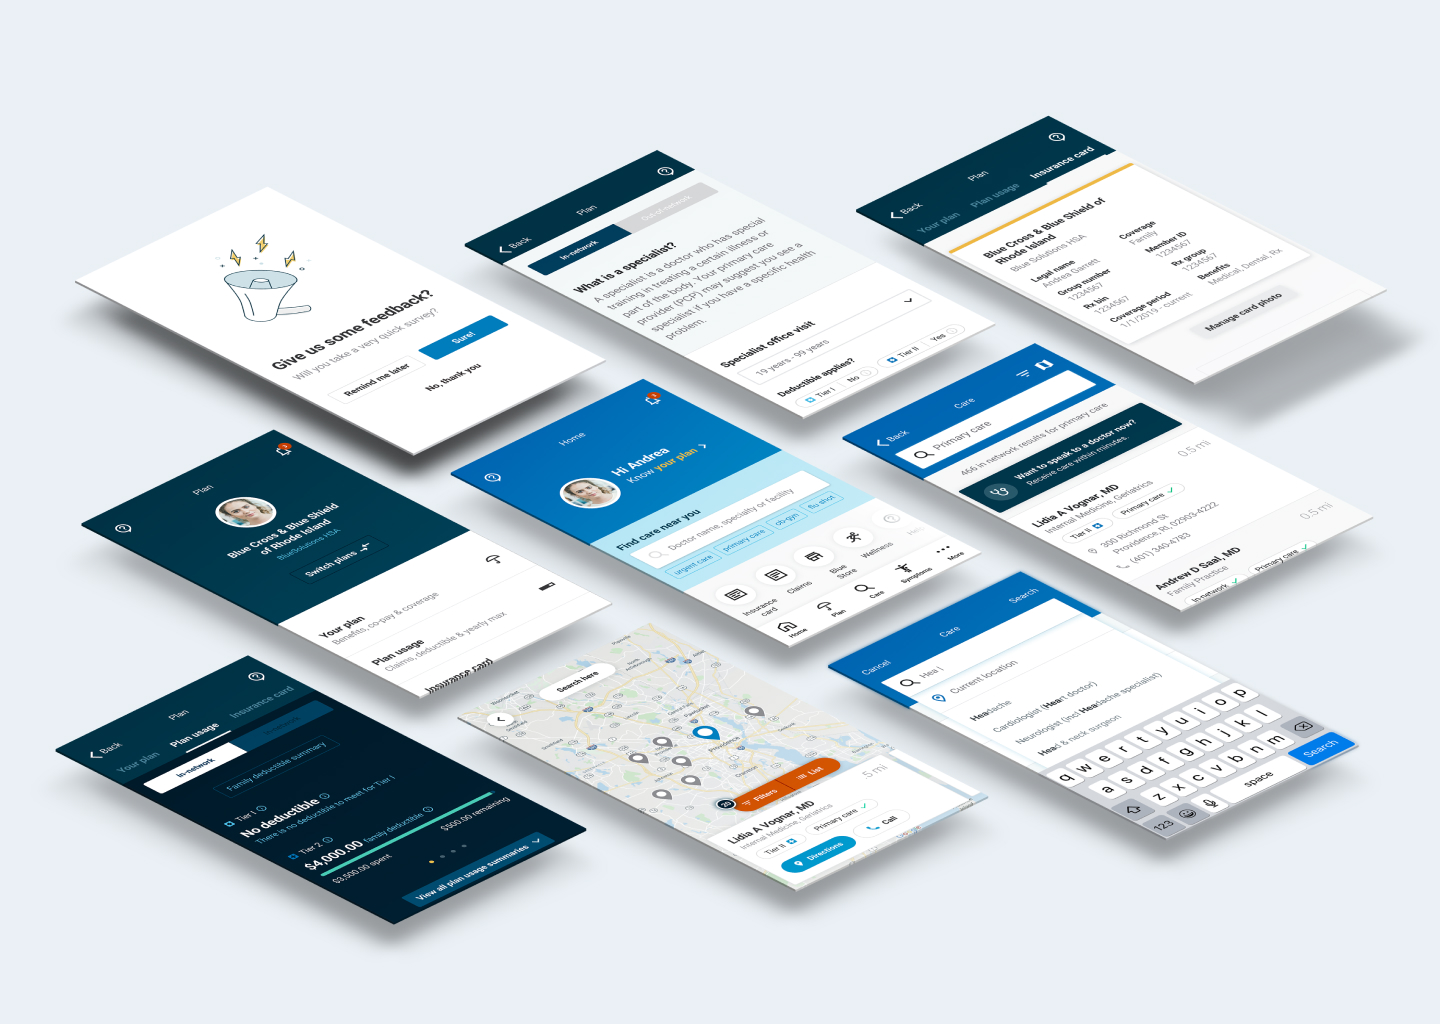 Give us some feedback?
Will you take a very quick survey?
Remind me later
Sure!
No, thank you
Back
Plan
In-network
Out-of-network
What is a specialist?
A specialist is a doctor who has special
training in treating a certain illness or
part of the body. Your primary care
provider (PCP) may suggest you see a
specialist if you have a specific health
problem.
Specialist office visit
19 years - 99 years
Deductible applies?
Tier I
No
Tier II
Yes
Back
Plan
Your plan
Plan usage
Insurance card
Blue Cross & Blue Shield of
Rhode Island
Blue Solutions HSA
Legal name
Andrea Garrett
Group number
1234567
Rx bin
1234567
Coverage period
1/1/2019 - current
Coverage
Family
Member ID
1234567
Rx group
1234567
Benefits
Medical, Dental, Rx
Manage card photo
Plan
Blue Cross & Blue Shield
of Rhode Island
BlueSolutions HSA
Switch plans
Your plan
Benefits, co-pay & coverage
Plan usage
Claims, deductible & yearly max
Insurance card
Home
Hi Andrea
Know your plan
Find care near you
Doctor name, specialty or facility
urgent care
primary care
ob-gyn
flu shot
Insurance
card
Claims
Blue
Store
Wellness
Home
Plan
Care
Symptoms
More
Back
Care
Primary care
466 in network results for primary care
Want to speak to a doctor now?
Receive care within minutes.
Lidia A Vognar, MD
0.5 mi
Internal Medicine, Geriatrics
Tier II
Primary care
300 Richmond St
Providence, RI, 02903-4222
(401) 340-4783
Andrew D Saal, MD
0.5 mi
Family Practice
In-network
Primary care
Back
Plan
Your plan
Plan usage
Insurance card
In-network
Family deductible summary
Tier I
No deductible
There is no deductible to meet for Tier I
Tier 2
$4,000.00 family deductible
$3,500.00 spent
$500.00 remaining
View all plan usage summaries
Search here
Providence
Cranston
20
Filters
List
Lidia A Vognar, MD
.5 mi
Internal Medicine, Geriatrics
Tier II
Primary care
Directions
Call
Cancel
Care
Search
Hea
Current location
Headache
Cardiologist (Heart doctor)
Neurologist (incl Headache specialist)
Head & neck surgeon
q w e r t y u i o p
a s d f g h j k l
z x c v b n m
123
space
Search